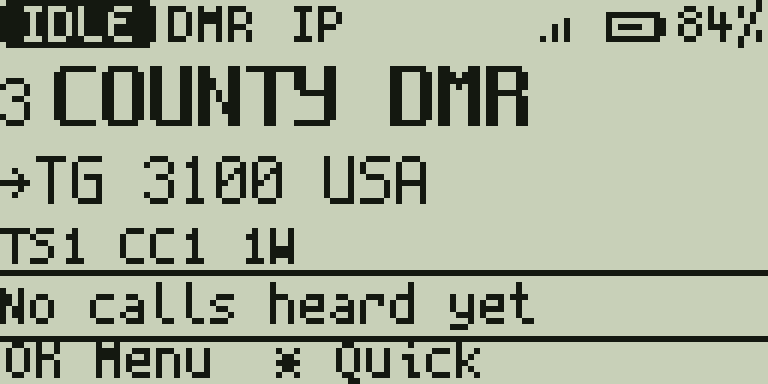 IDLE DMR IP 84%
3 COUNTY DMR
→TG 3100 USA
TS1 CC1 1W
No calls heard yet
OK Menu * Quick